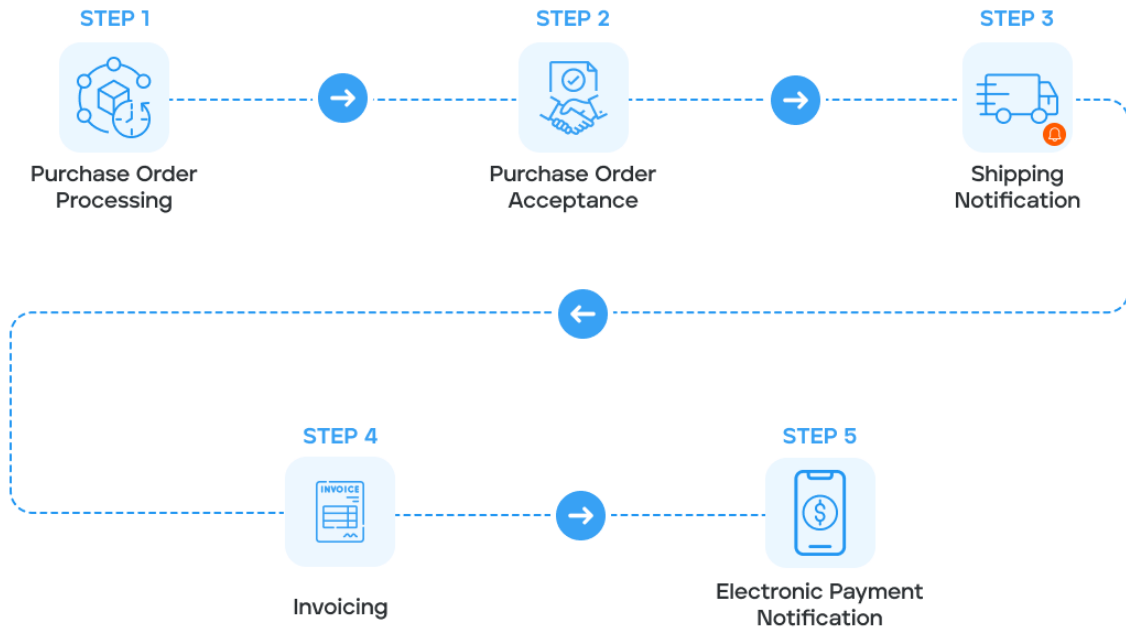 STEP 1
STEP 2
STEP 3
Purchase Order
Processing
Purchase Order
Acceptance
Shipping
Notification
STEP 4
STEP 5
INVOICE
$
Invoicing
Electronic Payment
Notification